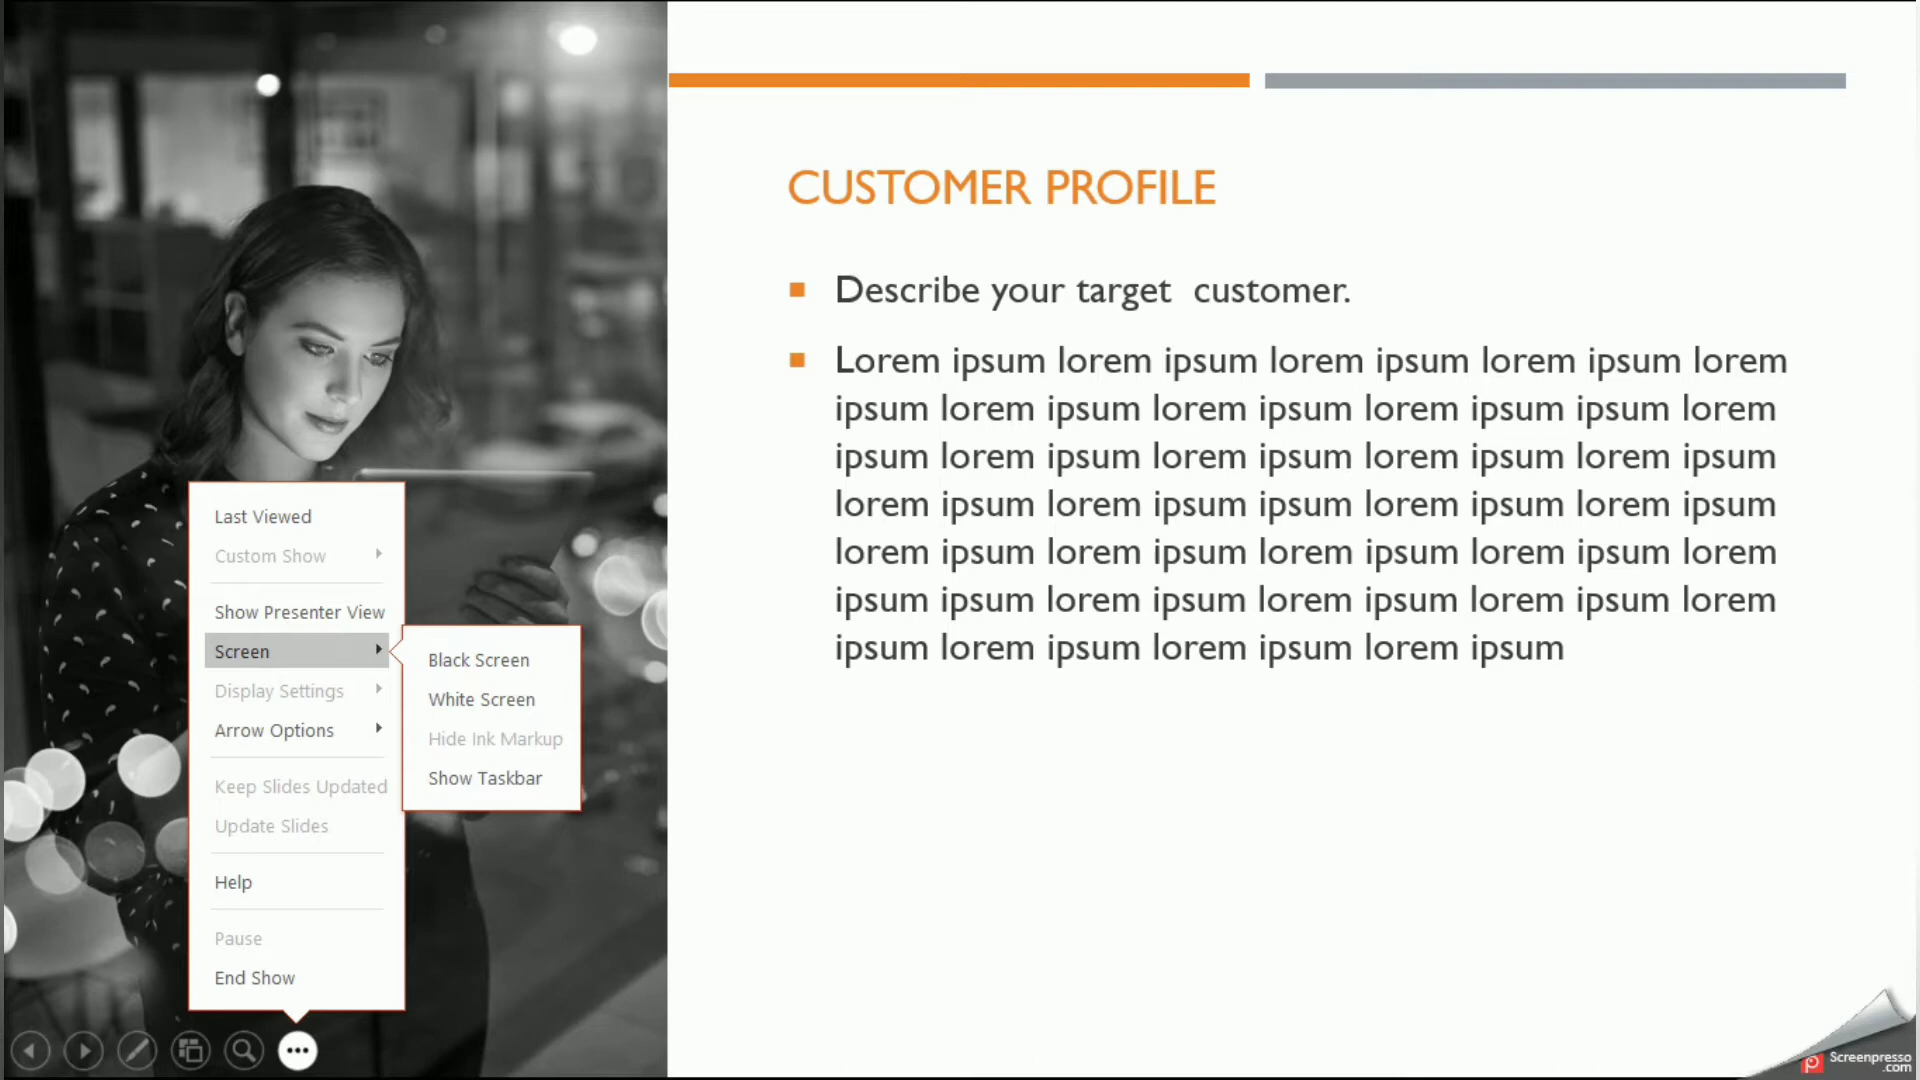 CUSTOMER PROFILE
Describe your target  customer.
Lorem ipsum lorem ipsum lorem ipsum lorem ipsum lorem
ipsum lorem ipsum lorem ipsum lorem ipsum ipsum lorem
ipsum lorem ipsum lorem ipsum lorem ipsum lorem ipsum
lorem ipsum lorem ipsum ipsum lorem ipsum lorem ipsum
lorem ipsum lorem ipsum lorem ipsum lorem ipsum lorem
ipsum ipsum lorem ipsum lorem ipsum lorem ipsum lorem
ipsum lorem ipsum lorem ipsum lorem ipsum
Last Viewed
Custom Show
Show Presenter View
Screen
Display Settings
Arrow Options
Keep Slides Updated
Update Slides
Help
Pause
End Show
Black Screen
White Screen
Hide Ink Markup
Show Taskbar
Screenpresso
.com